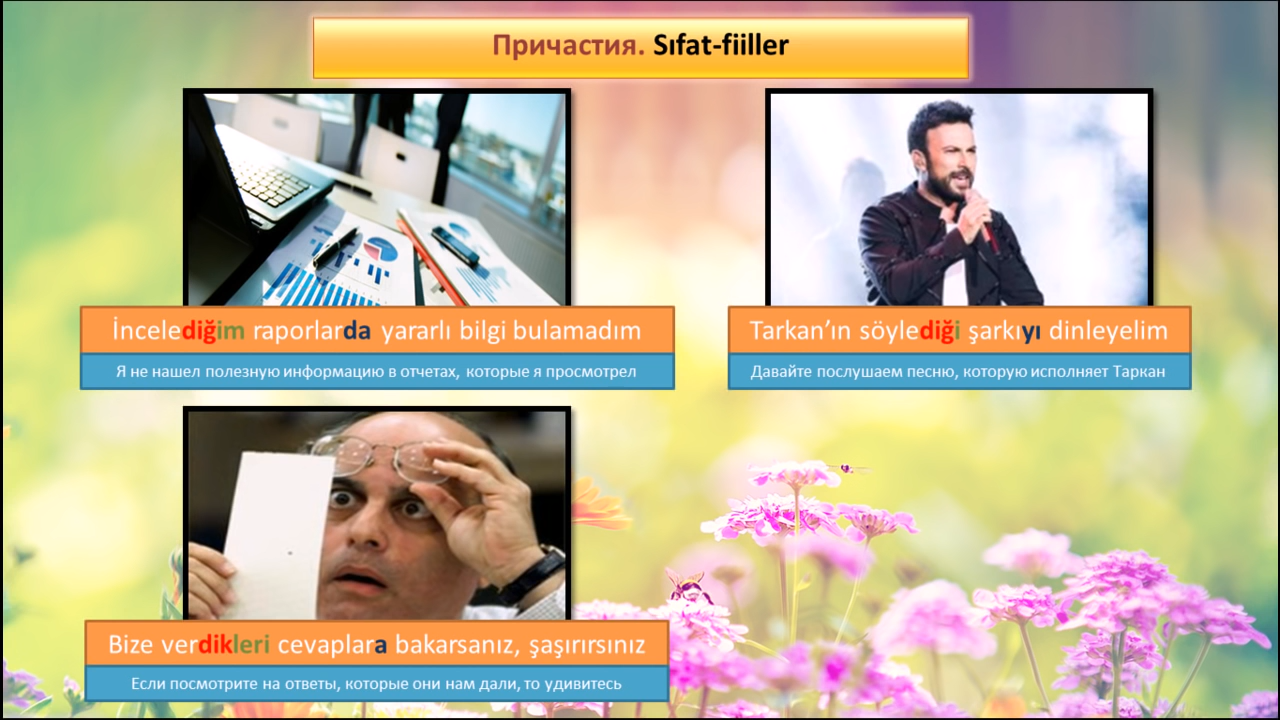 Причастия. Sıfat-fiiller
İncelediğim raporlarda yararlı bilgi bulamadım
Я не нашел полезную информацию в отчетах, которые я просмотрел
Tarkan’ın söylediği şarkıyı dinleyelim
Давайте послушаем песню, которую исполняет Таркан
Bize verdikleri cevaplara bakarsanız, şaşırırsınız
Если посмотрите на ответы, которые они нам дали, то удивитесь